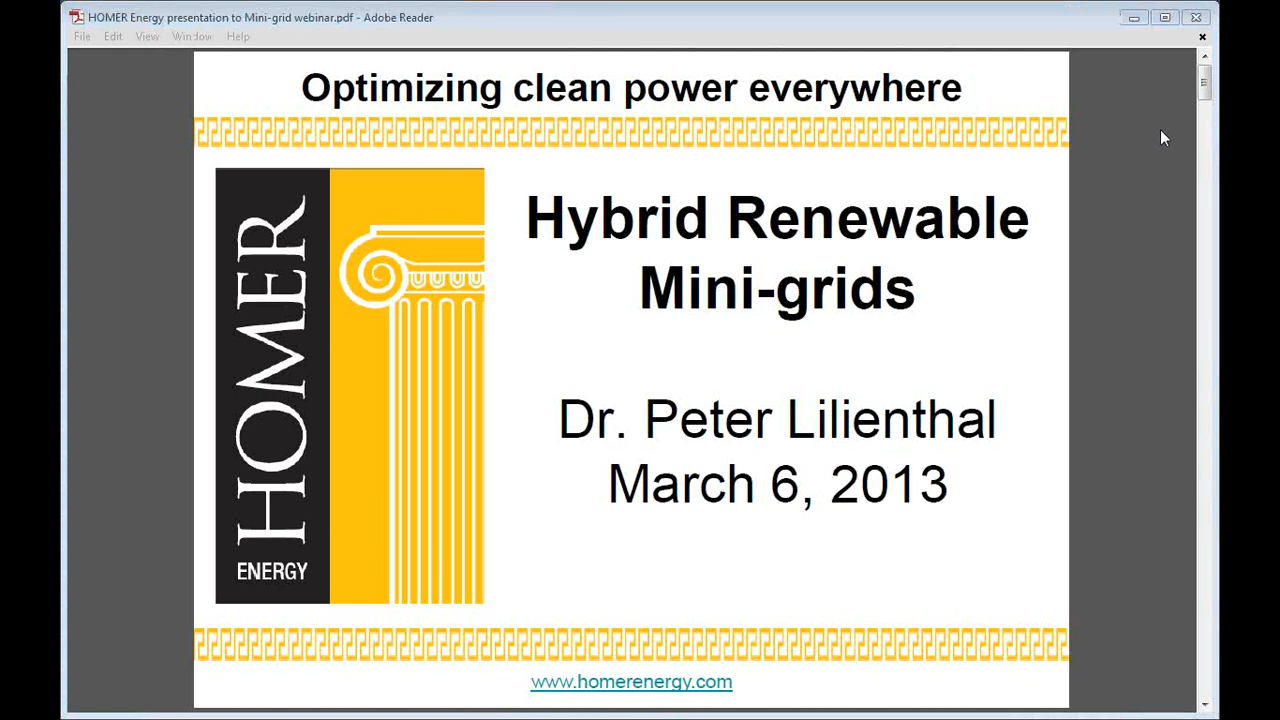 HOMER Energy presentation to Mini-grid webinar.pdf - Adobe Reader
File Edit View Window Help
Optimizing clean power everywhere
HOMER
ENERGY
Hybrid Renewable
Mini-grids
Dr. Peter Lilienthal
March 6, 2013
www.homerenergy.com